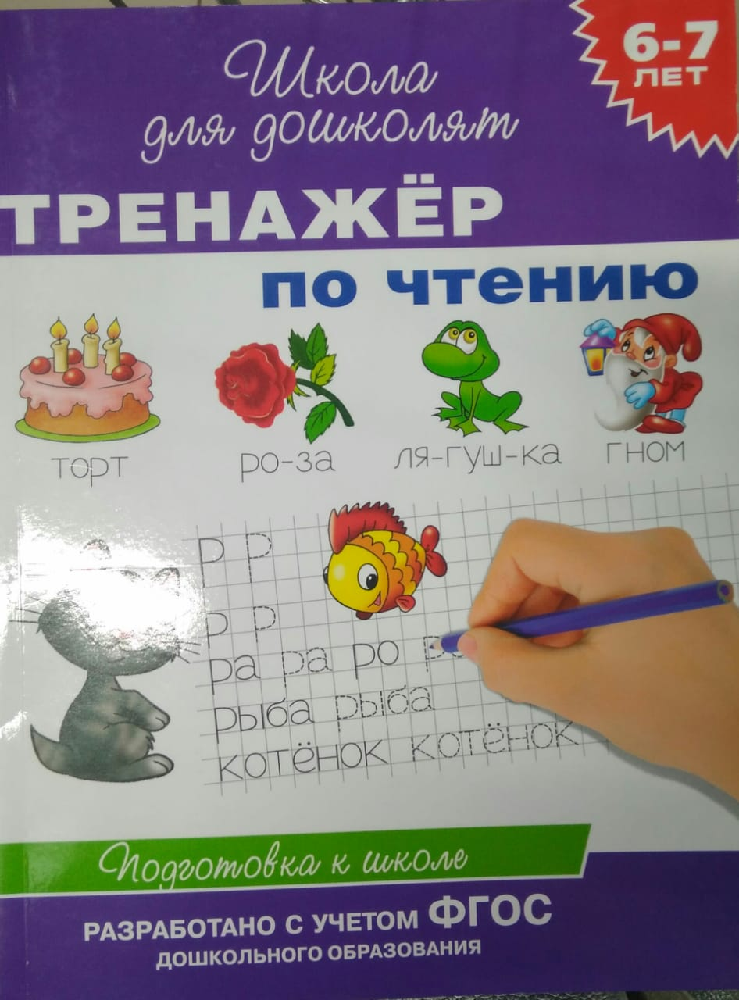 6-7
ЛЕТ
Школа
для дошколят
ТРЕНАЖЁР
по чтению
торт ро-за ля-гуш-ка гном
Р Р
р р
ра ра ро
рыба рыба
котёнок котёнок
Подготовка к школе
РАЗРАБОТАНО С УЧЕТОМ ФГОС
ДОШКОЛЬНОГО ОБРАЗОВАНИЯ